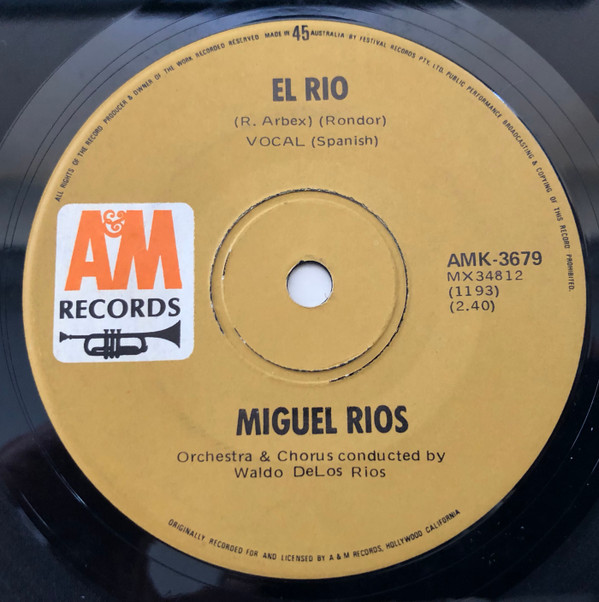 ALL RIGHTS OF THE RECORD PRODUCER & OWNER OF THE WORK RECORDED RESERVED. MADE IN 45 AUSTRALIA BY FESTIVAL RECORDS PTY. LTD. PUBLIC PERFORMANCE BROADCASTING & COPYING OF THIS RECORD PROHIBITED.
EL RIO
(R. Arbex) (Rondor)
VOCAL (Spanish)
A&M
RECORDS
AMK-3679
MX34812
(1193)
(2.40)
MIGUEL RIOS
Orchestra & Chorus conducted by
Waldo DeLos Rios
ORIGINALLY RECORDED FOR AND LICENSED BY A & M RECORDS, HOLLYWOOD CALIFORNIA